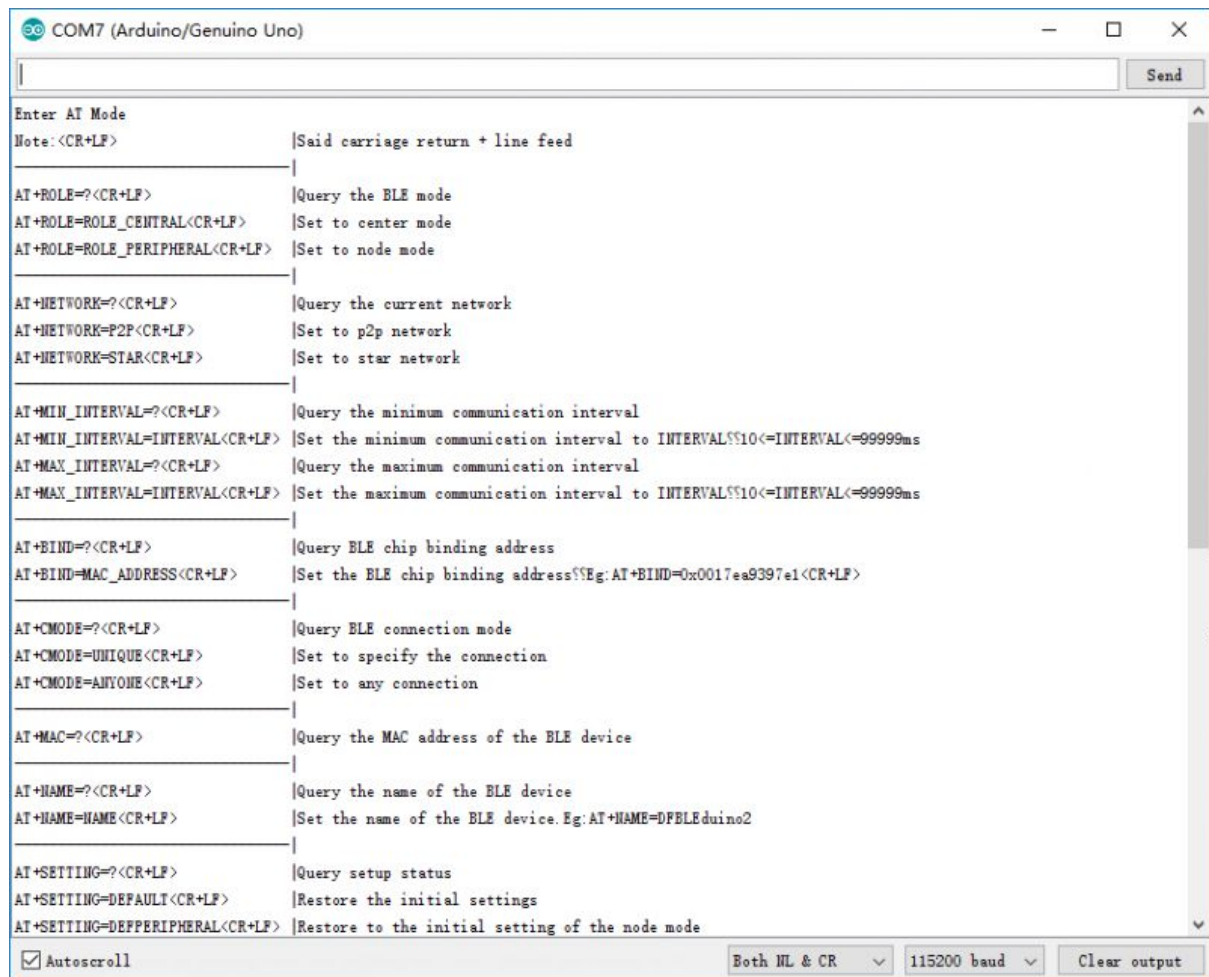 COM7 (Arduino/Genuino Uno)
Send
Enter AT Mode
Note:<CR+LF> |Said carriage return + line feed
AT+ROLE=?<CR+LF> |Query the BLE mode
AT+ROLE=ROLE_CENTRAL<CR+LF> |Set to center mode
AT+ROLE=ROLE_PERIPHERAL<CR+LF> |Set to node mode
AT+NETWORK=?<CR+LF> |Query the current network
AT+NETWORK=P2P<CR+LF> |Set to p2p network
AT+NETWORK=STAR<CR+LF> |Set to star network
AT+MIN_INTERVAL=?<CR+LF> |Query the minimum communication interval
AT+MIN_INTERVAL=INTERVAL<CR+LF> |Set the minimum communication interval to INTERVAL⸮⸮10<=INTERVAL<=99999ms
AT+MAX_INTERVAL=?<CR+LF> |Query the maximum communication interval
AT+MAX_INTERVAL=INTERVAL<CR+LF> |Set the maximum communication interval to INTERVAL⸮⸮10<=INTERVAL<=99999ms
AT+BIND=?<CR+LF> |Query BLE chip binding address
AT+BIND=MAC_ADDRESS<CR+LF> |Set the BLE chip binding address⸮⸮Eg:AT+BIND=0x0017ea9397e1<CR+LF>
AT+CMODE=?<CR+LF> |Query BLE connection mode
AT+CMODE=UNIQUE<CR+LF> |Set to specify the connection
AT+CMODE=ANYONE<CR+LF> |Set to any connection
AT+MAC=?<CR+LF> |Query the MAC address of the BLE device
AT+NAME=?<CR+LF> |Query the name of the BLE device
AT+NAME=NAME<CR+LF> |Set the name of the BLE device.Eg:AT+NAME=DFBLEduino2
AT+SETTING=?<CR+LF> |Query setup status
AT+SETTING=DEFAULT<CR+LF> |Restore the initial settings
AT+SETTING=DEFPERIPHERAL<CR+LF> |Restore to the initial setting of the node mode
Autoscroll
Both NL & CR
115200 baud
Clear output